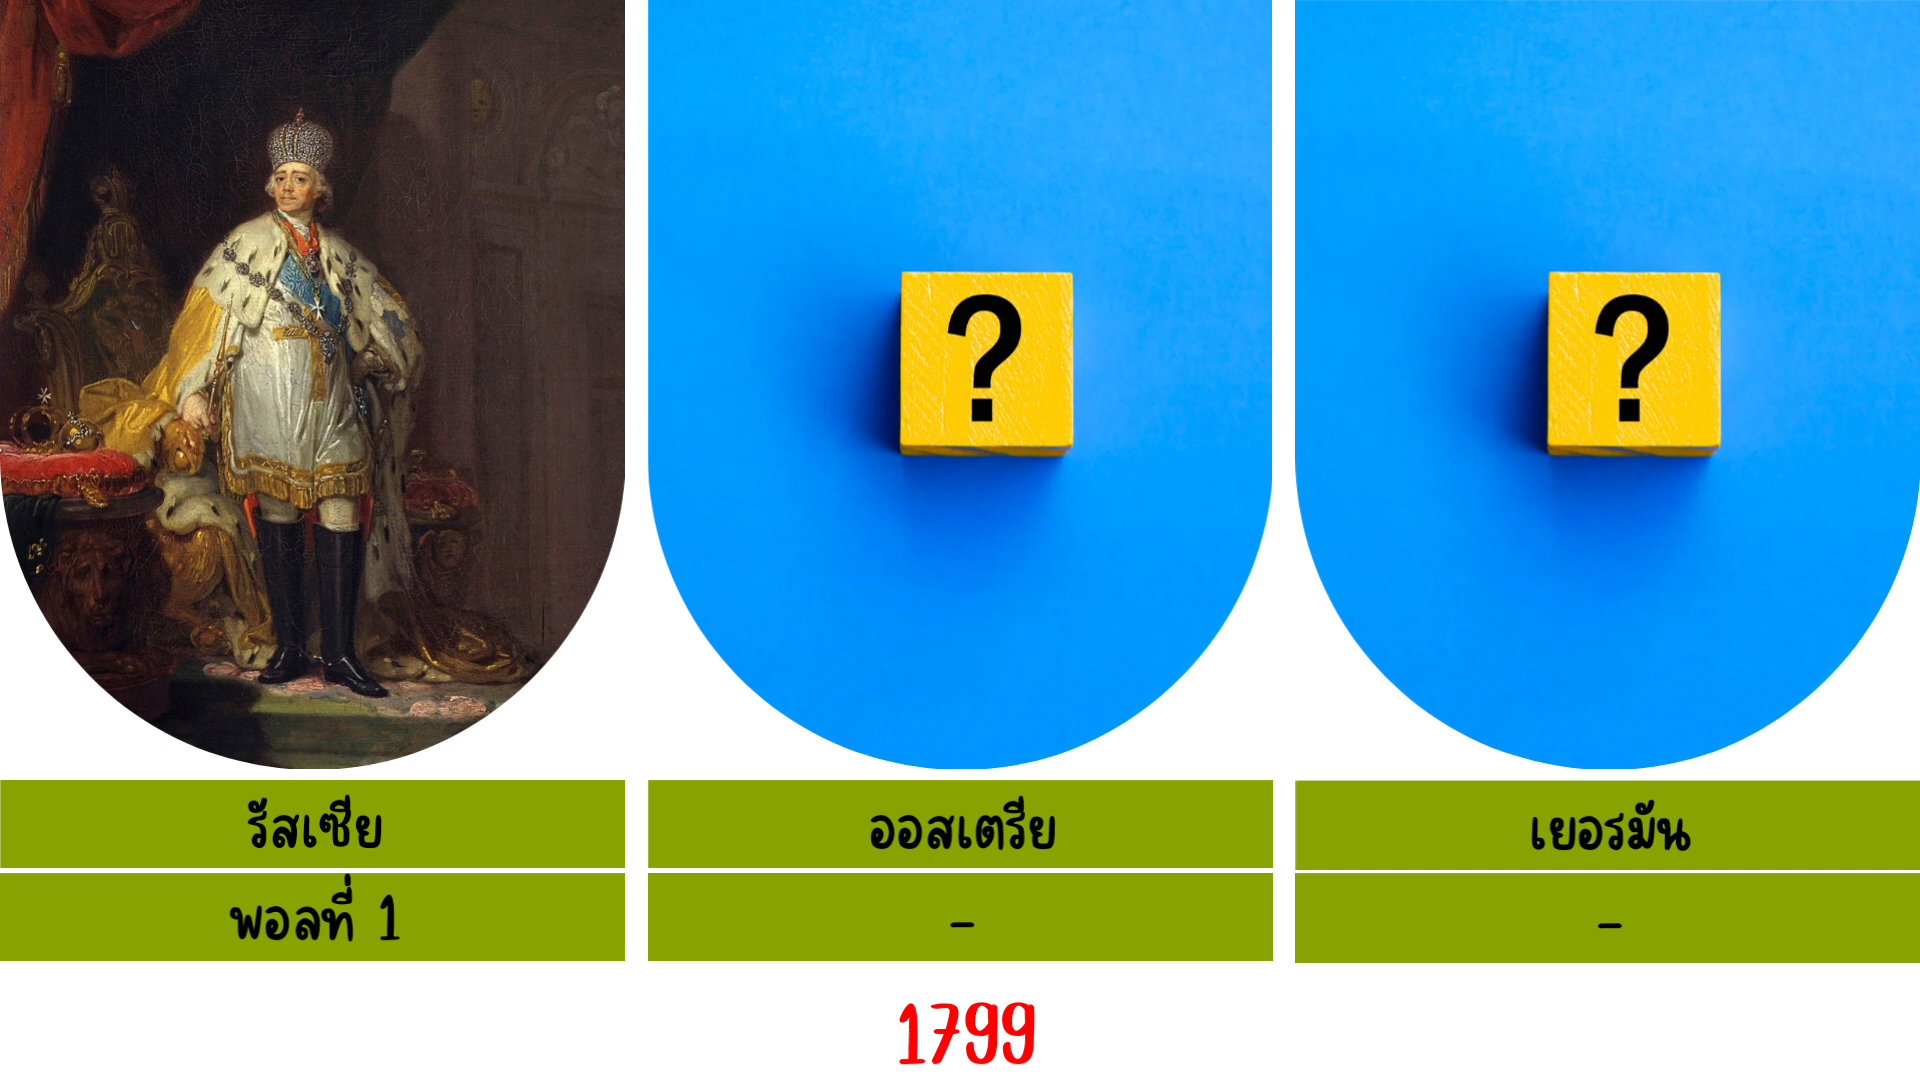 ?
?
รัสเซีย
ออสเตรีย
เยอรมัน
พอลที่ 1
-
-
1799